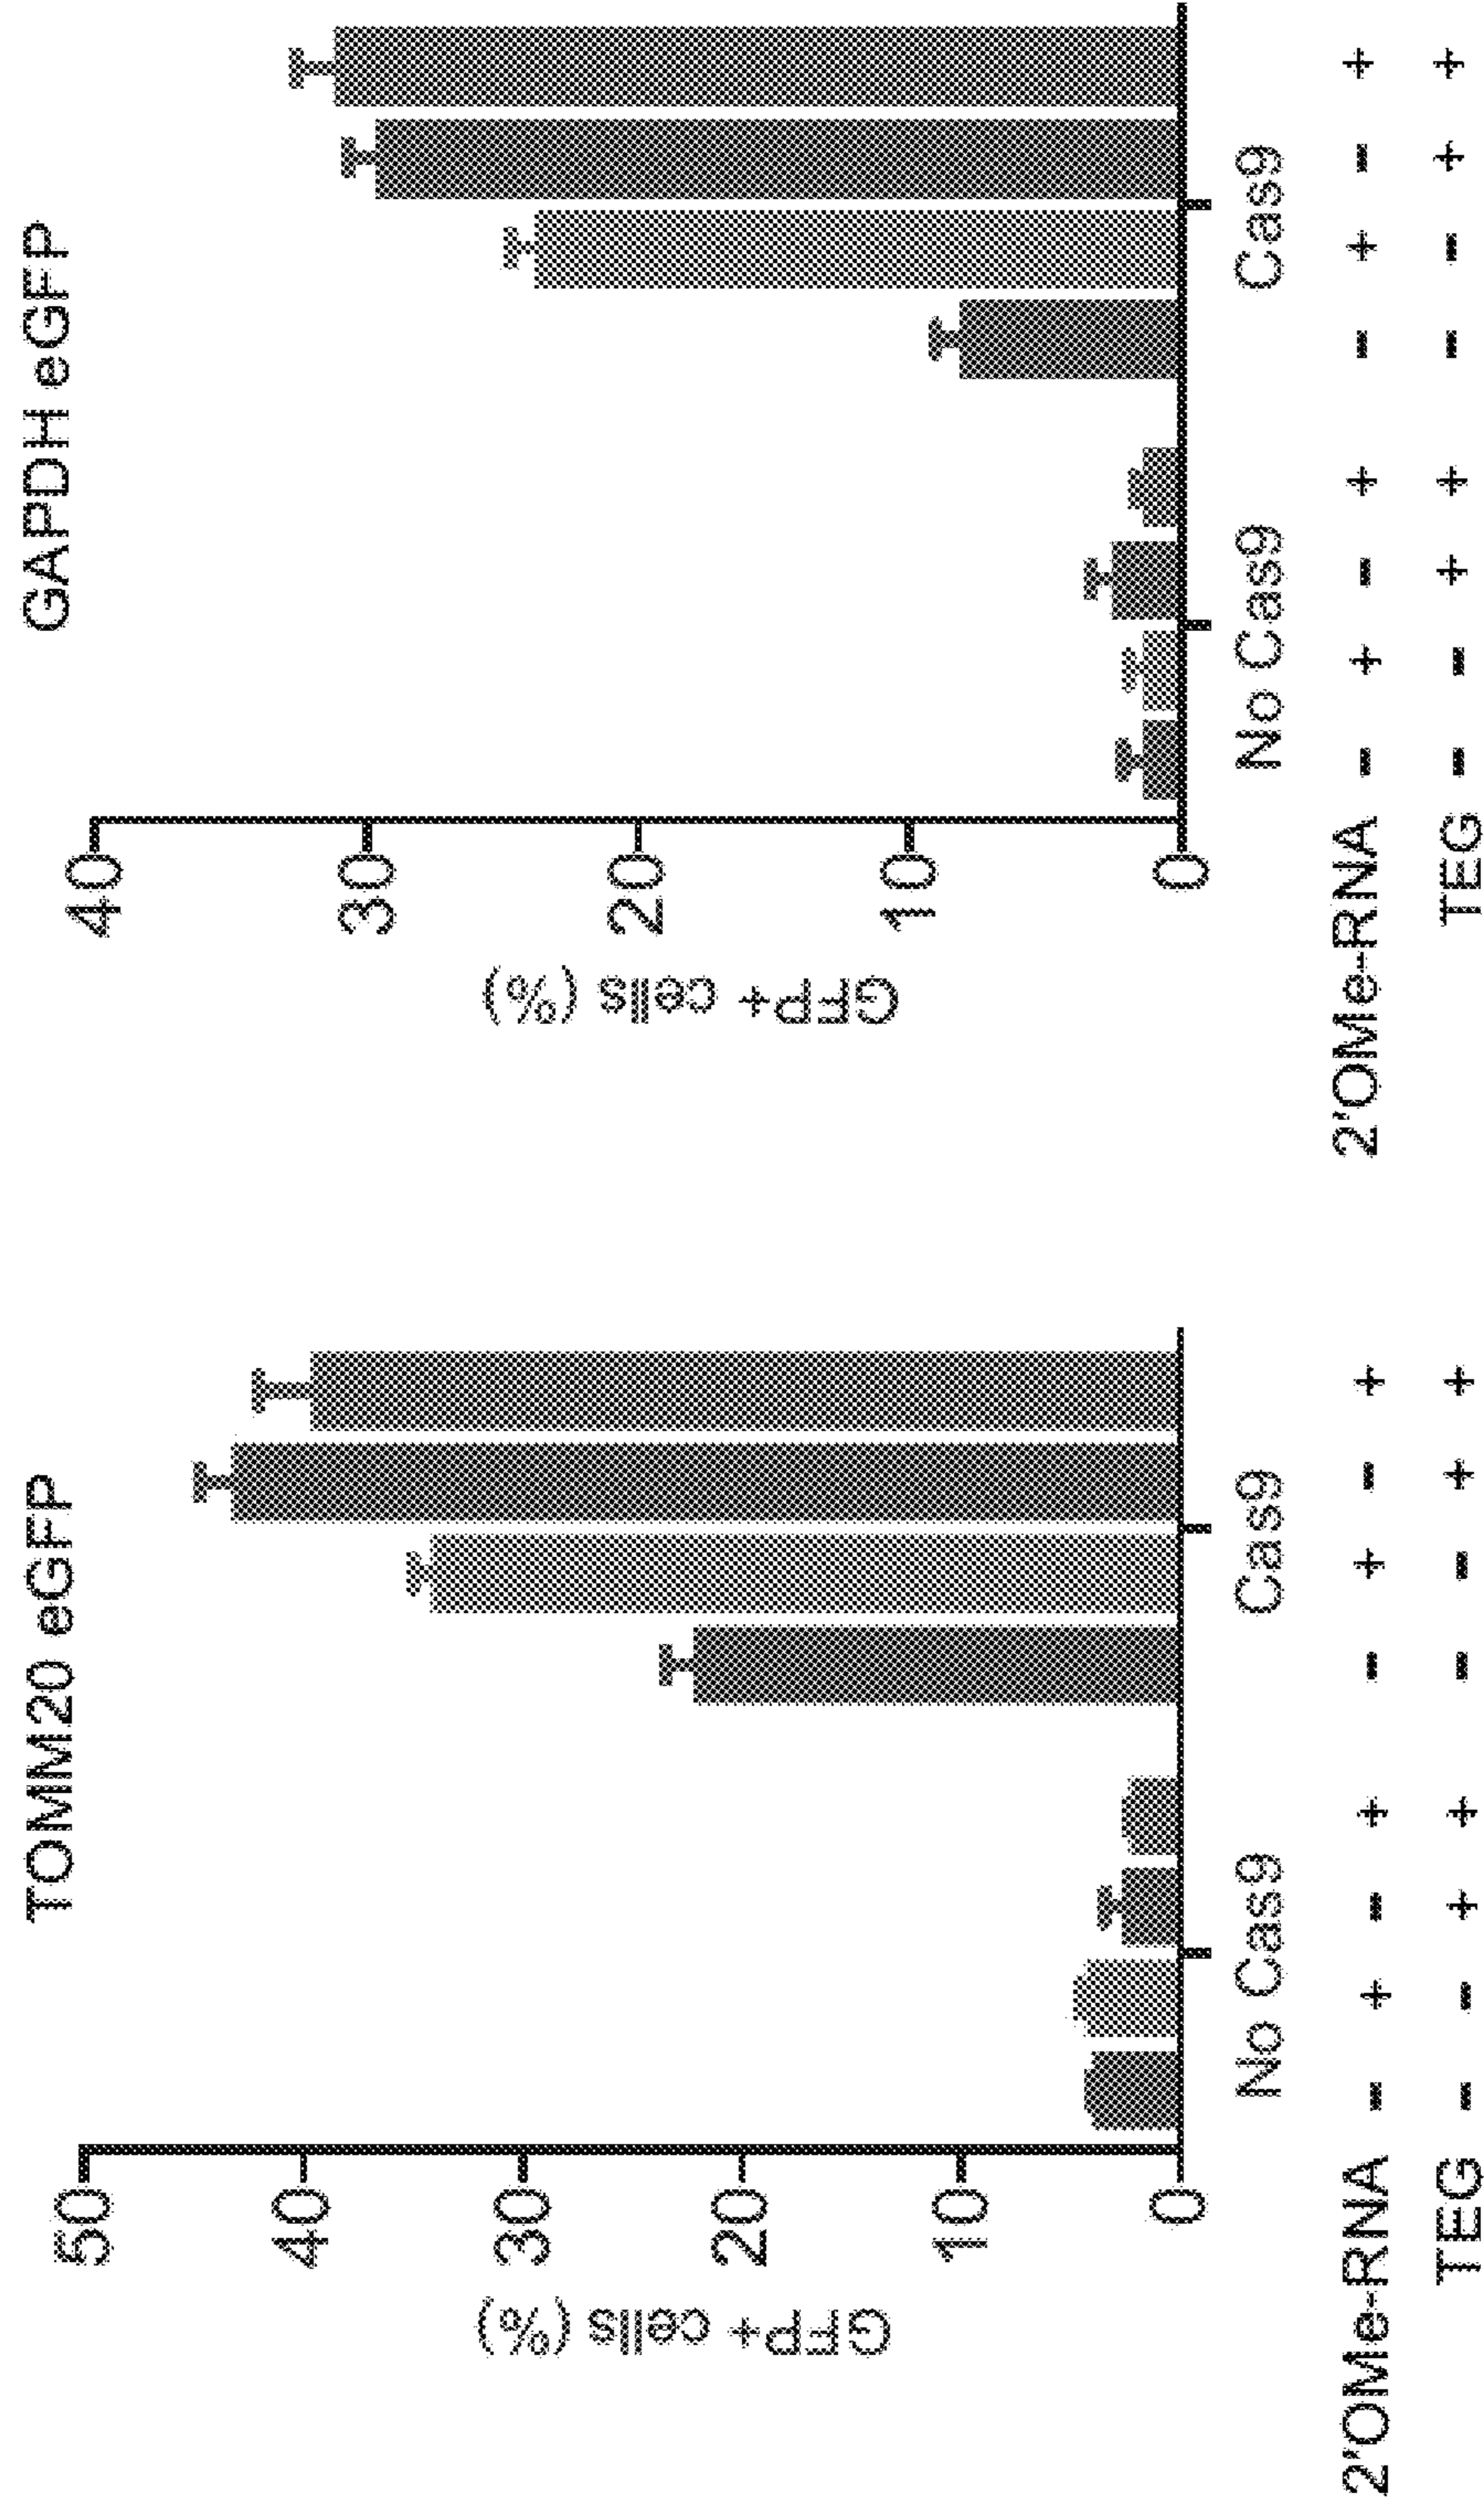 TOMM20 eGFP
GFP+ cells (%)
50
40
30
20
10
0
No Cas9 Cas9
2'OMe-RNA - + - + - + - +
TEG - - + + - - + +
GAPDH eGFP
GFP+ cells (%)
40
30
20
10
0
No Cas9 Cas9
2'OMe-RNA - + - + - + - +
TEG - - + + - - + +